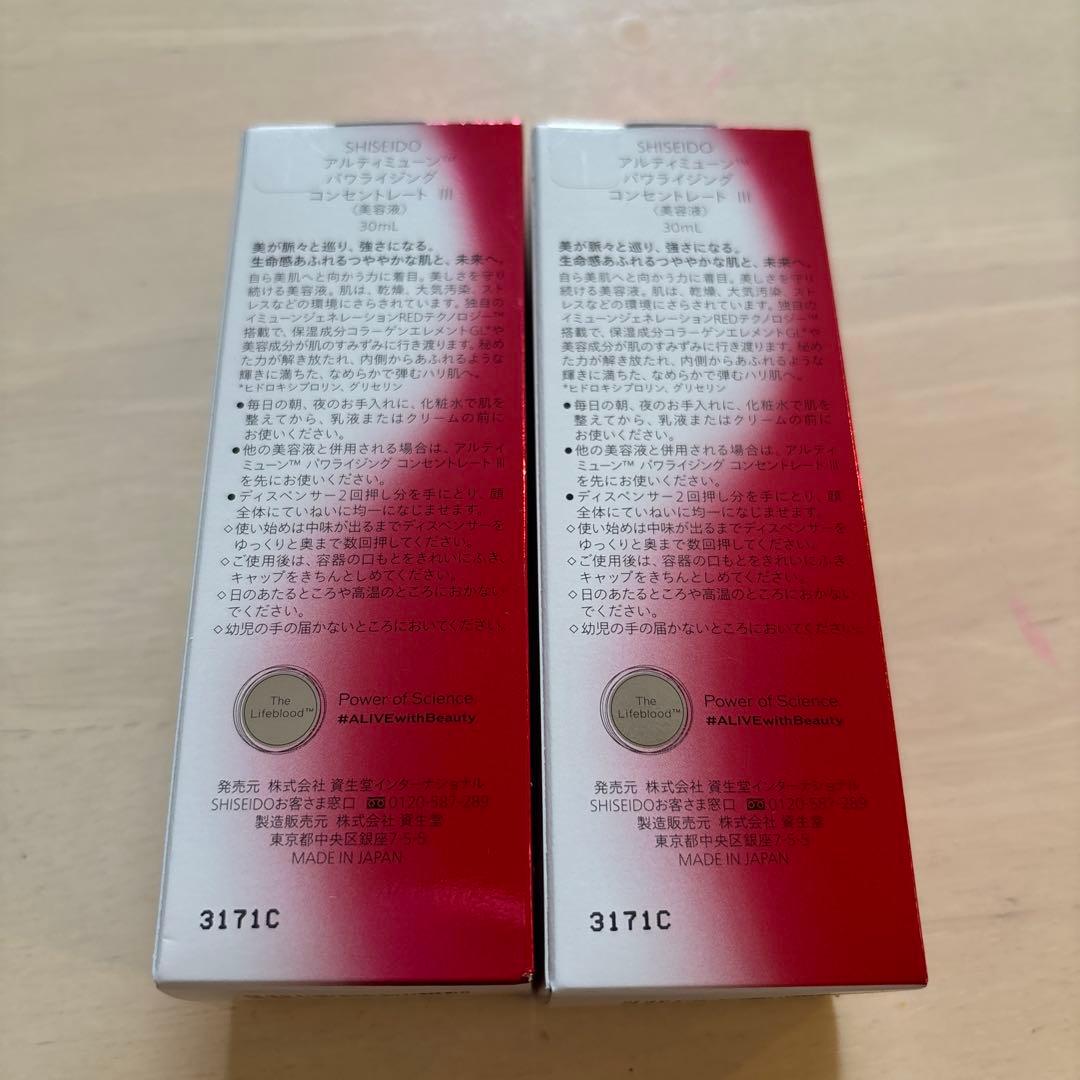 SHISEIDO
アルティミューン™
パワライジング
コンセントレート III
〈美容液〉
30mL
美が脈々と巡り、強さになる。
生命感あふれるつややかな肌と、未来へ。
自ら美肌へと向かう力に着目。美しさを守り
続ける美容液。肌は、乾燥、大気汚染、スト
レスなどの環境にさらされています。独自の
イミューンジェネレーションREDテクノロジー™
搭載で、保湿成分コラーゲンエレメントGL*や
美容成分が肌のすみずみに行き渡ります。秘め
た力が解き放たれ、内側からあふれるような
輝きに満ちた、なめらかで弾むハリ肌へ。
*ヒドロキシプロリン、グリセリン
●毎日の朝、夜のお手入れに、化粧水で肌を
整えてから、乳液またはクリームの前に
お使いください。
●他の美容液と併用される場合は、アルティ
ミューン™ パワライジング コンセントレート III
を先にお使いください。
●ディスペンサー2回押し分を手にとり、顔
全体にていねいに均一になじませます。
◇使い始めは中味が出るまでディスペンサーを
ゆっくりと奥まで数回押してください。
◇ご使用後は、容器の口もとをきれいにふき、
キャップをきちんとしめてください。
◇日のあたるところや高温のところにおかない
でください。
◇幼児の手の届かないところにおいてください。
The
Lifeblood™
Power of Science
#ALIVEwithBeauty
発売元 株式会社 資生堂インターナショナル
SHISEIDOお客さま窓口 0120-587-289
製造販売元 株式会社 資生堂
東京都中央区銀座7-5-5
MADE IN JAPAN
3171C
SHISEIDO
アルティミューン™
パワライジング
コンセントレート III
〈美容液〉
30mL
美が脈々と巡り、強さになる。
生命感あふれるつややかな肌と、未来へ。
自ら美肌へと向かう力に着目。美しさを守り
続ける美容液。肌は、乾燥、大気汚染、スト
レスなどの環境にさらされています。独自の
イミューンジェネレーションREDテクノロジー™
搭載で、保湿成分コラーゲンエレメントGL*や
美容成分が肌のすみずみに行き渡ります。秘め
た力が解き放たれ、内側からあふれるような
輝きに満ちた、なめらかで弾むハリ肌へ。
*ヒドロキシプロリン、グリセリン
●毎日の朝、夜のお手入れに、化粧水で肌を
整えてから、乳液またはクリームの前に
お使いください。
●他の美容液と併用される場合は、アルティ
ミューン™ パワライジング コンセントレート III
を先にお使いください。
●ディスペンサー2回押し分を手にとり、顔
全体にていねいに均一になじませます。
◇使い始めは中味が出るまでディスペンサーを
ゆっくりと奥まで数回押してください。
◇ご使用後は、容器の口もとをきれいにふき、
キャップをきちんとしめてください。
◇日のあたるところや高温のところにおかない
でください。
◇幼児の手の届かないところにおいてください。
The
Lifeblood™
Power of Science
#ALIVEwithBeauty
発売元 株式会社 資生堂インターナショナル
SHISEIDOお客さま窓口 0120-587-289
製造販売元 株式会社 資生堂
東京都中央区銀座7-5-5
MADE IN JAPAN
3171C